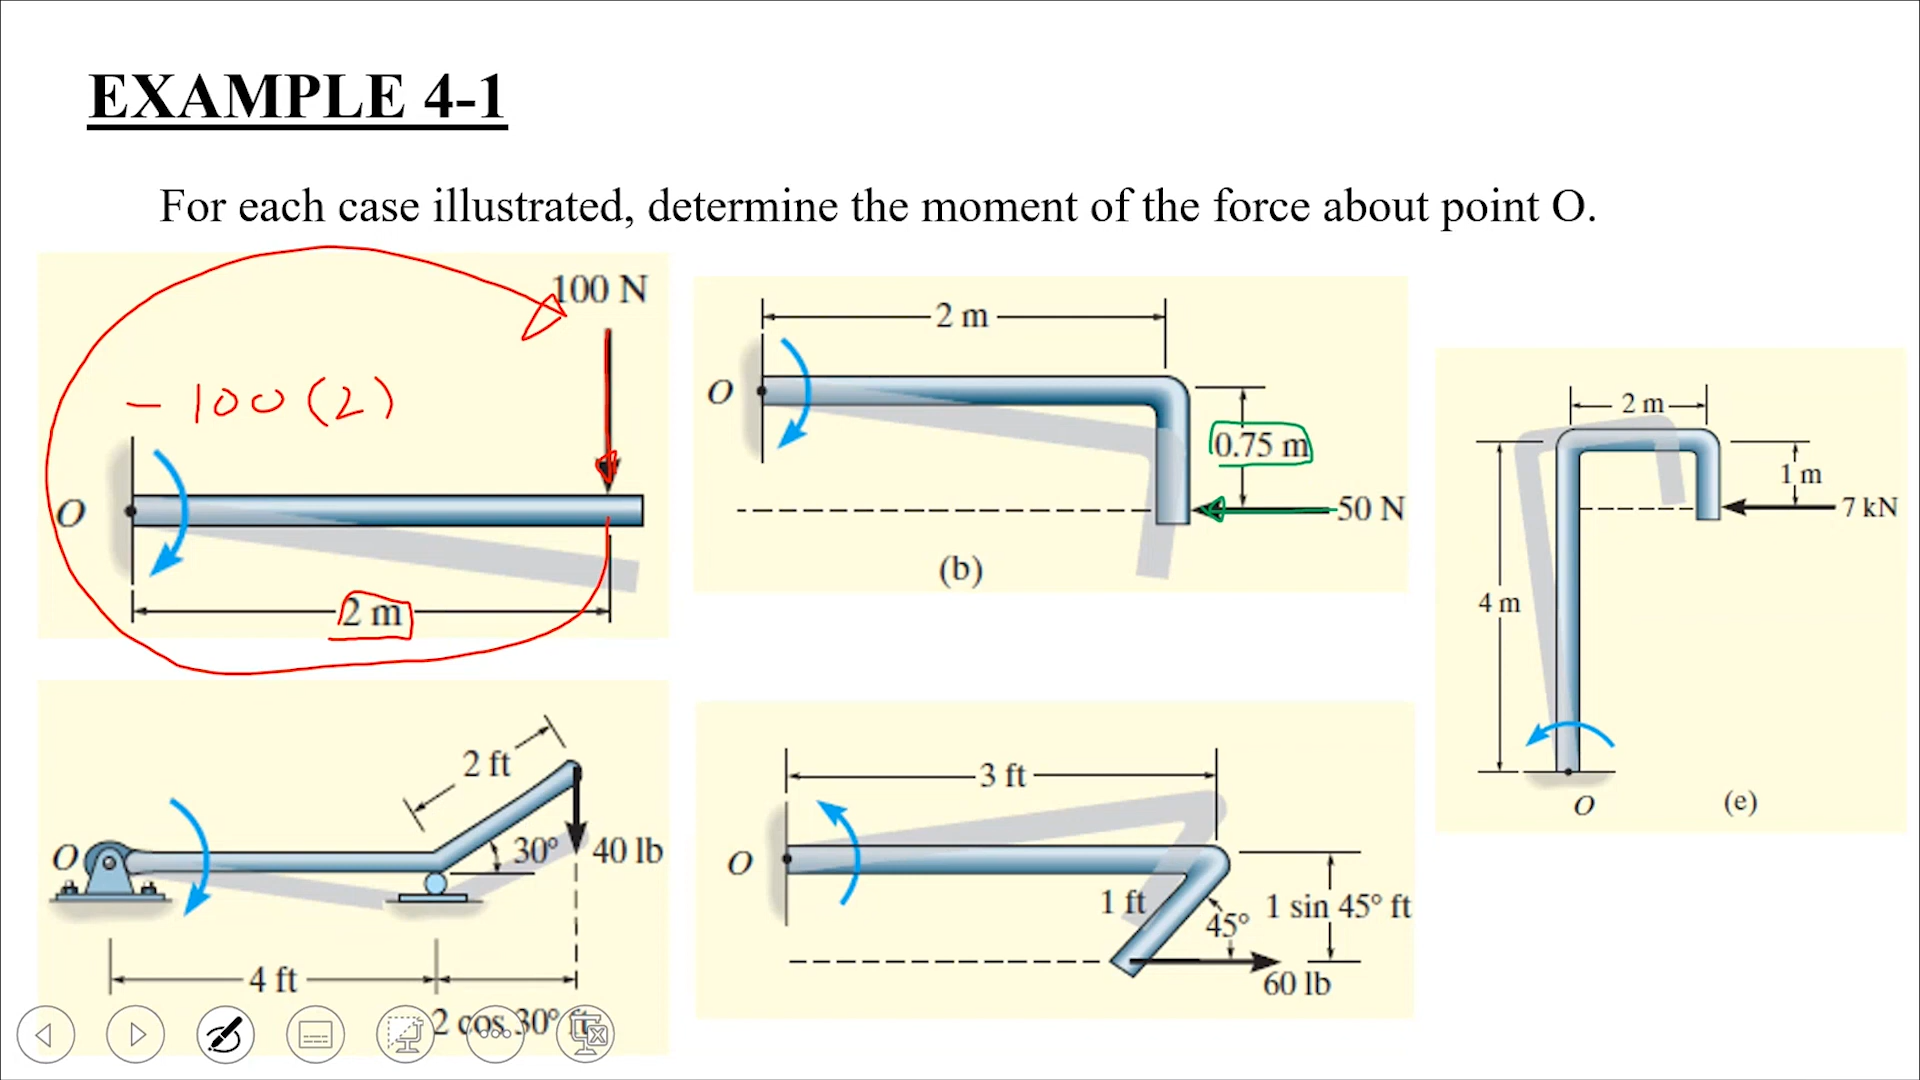 EXAMPLE 4-1
For each case illustrated, determine the moment of the force about point O.
100 N
- 100 (2)
O
2 m
2 m
O
0.75 m
50 N
(b)
2 m
1 m
7 kN
4 m
O
(e)
2 ft
O
30°
40 lb
4 ft
2 cos 30° ft
3 ft
O
1 ft
45°
1 sin 45° ft
60 lb